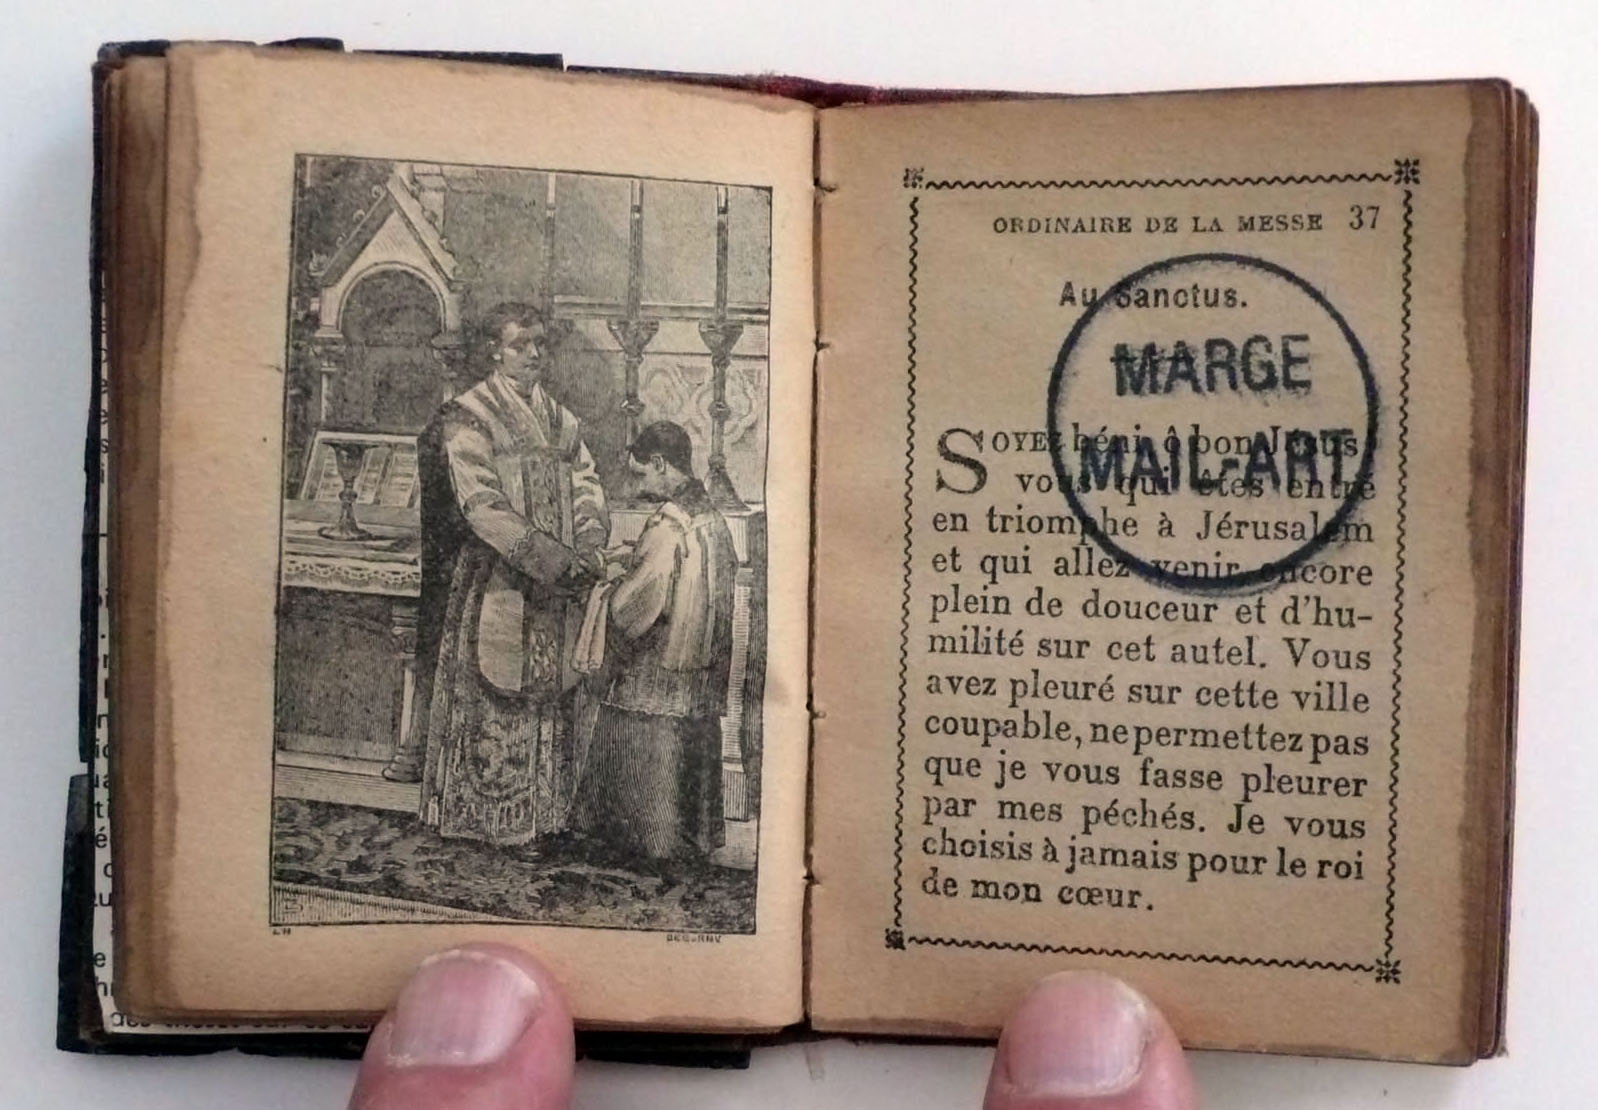 ORDINAIRE DE LA MESSE 37
Au Sanctus.
MARGE
MAIL-ART
SOYEZ béni ô bon Jésus
vous qui êtes entré
en triomphe à Jérusalem
et qui allez venir encore
plein de douceur et d'hu-
milité sur cet autel. Vous
avez pleuré sur cette ville
coupable, ne permettez pas
que je vous fasse pleurer
par mes péchés. Je vous
choisis à jamais pour le roi
de mon cœur.